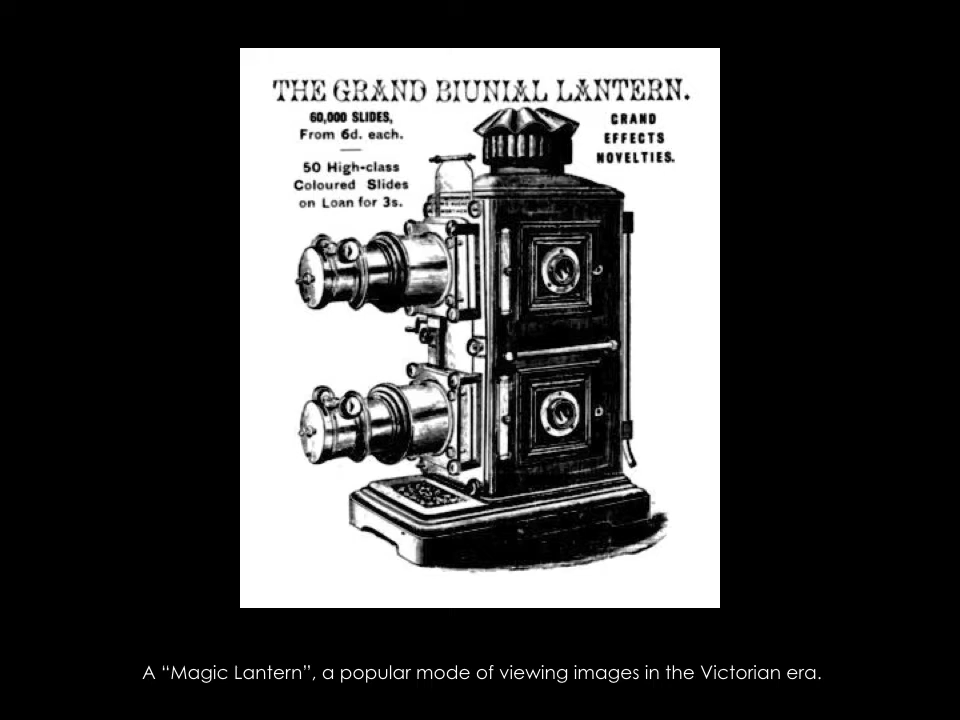 THE GRAND BIUNIAL LANTERN.
60,000 SLIDES,
From 6d. each.
50 High-class
Coloured Slides
on Loan for 3s.
GRAND
EFFECTS
NOVELTIES.
A “Magic Lantern”, a popular mode of viewing images in the Victorian era.